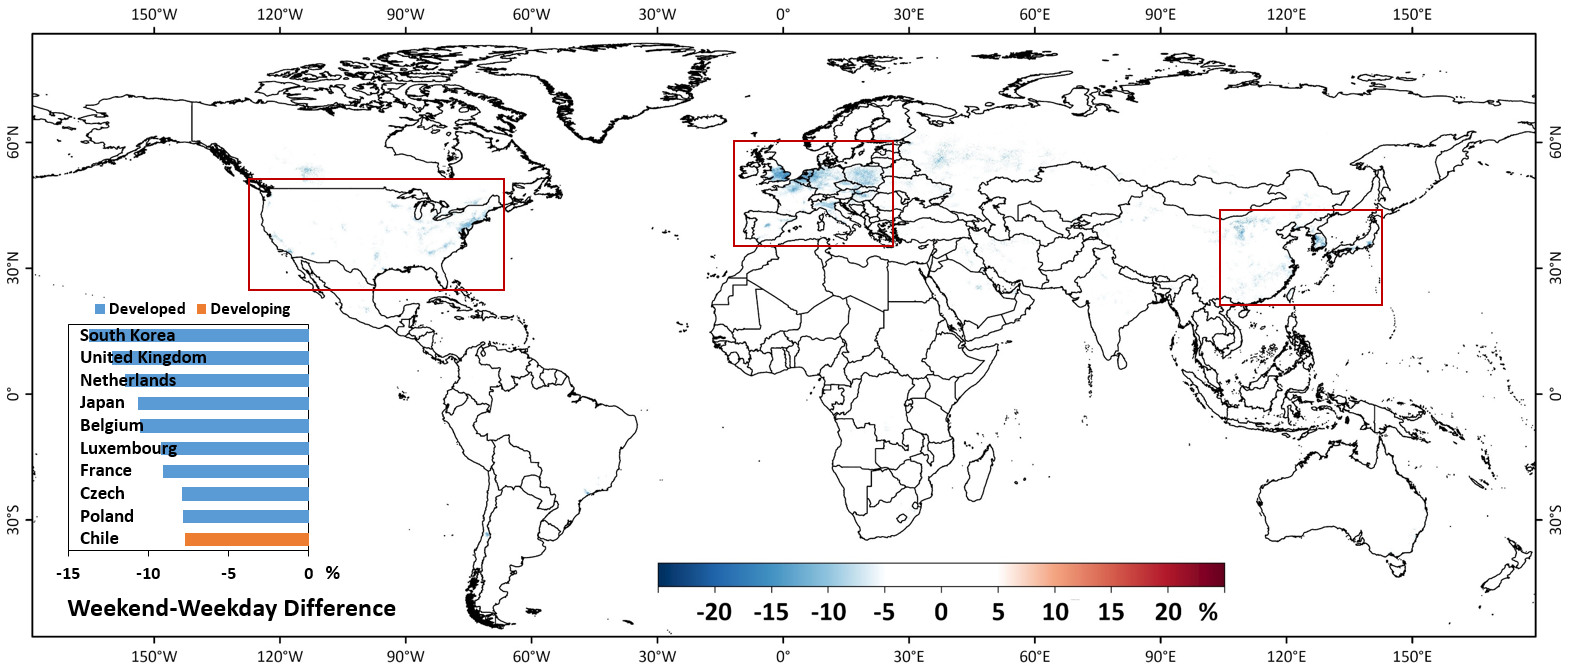 150°W 120°W 90°W 60°W 30°W 0° 30°E 60°E 90°E 120°E 150°E
60°N 60°N
30°N 30°N
Developed Developing
South Korea
United Kingdom
Netherlands
0° 0°
Japan
Belgium
Luxembourg
France
Czech
Poland
30°S 30°S
Chile
-15 -10 -5 0 %
Weekend-Weekday Difference
-20 -15 -10 -5 0 5 10 15 20 %
150°W 120°W 90°W 60°W 30°W 0° 30°E 60°E 90°E 120°E 150°E